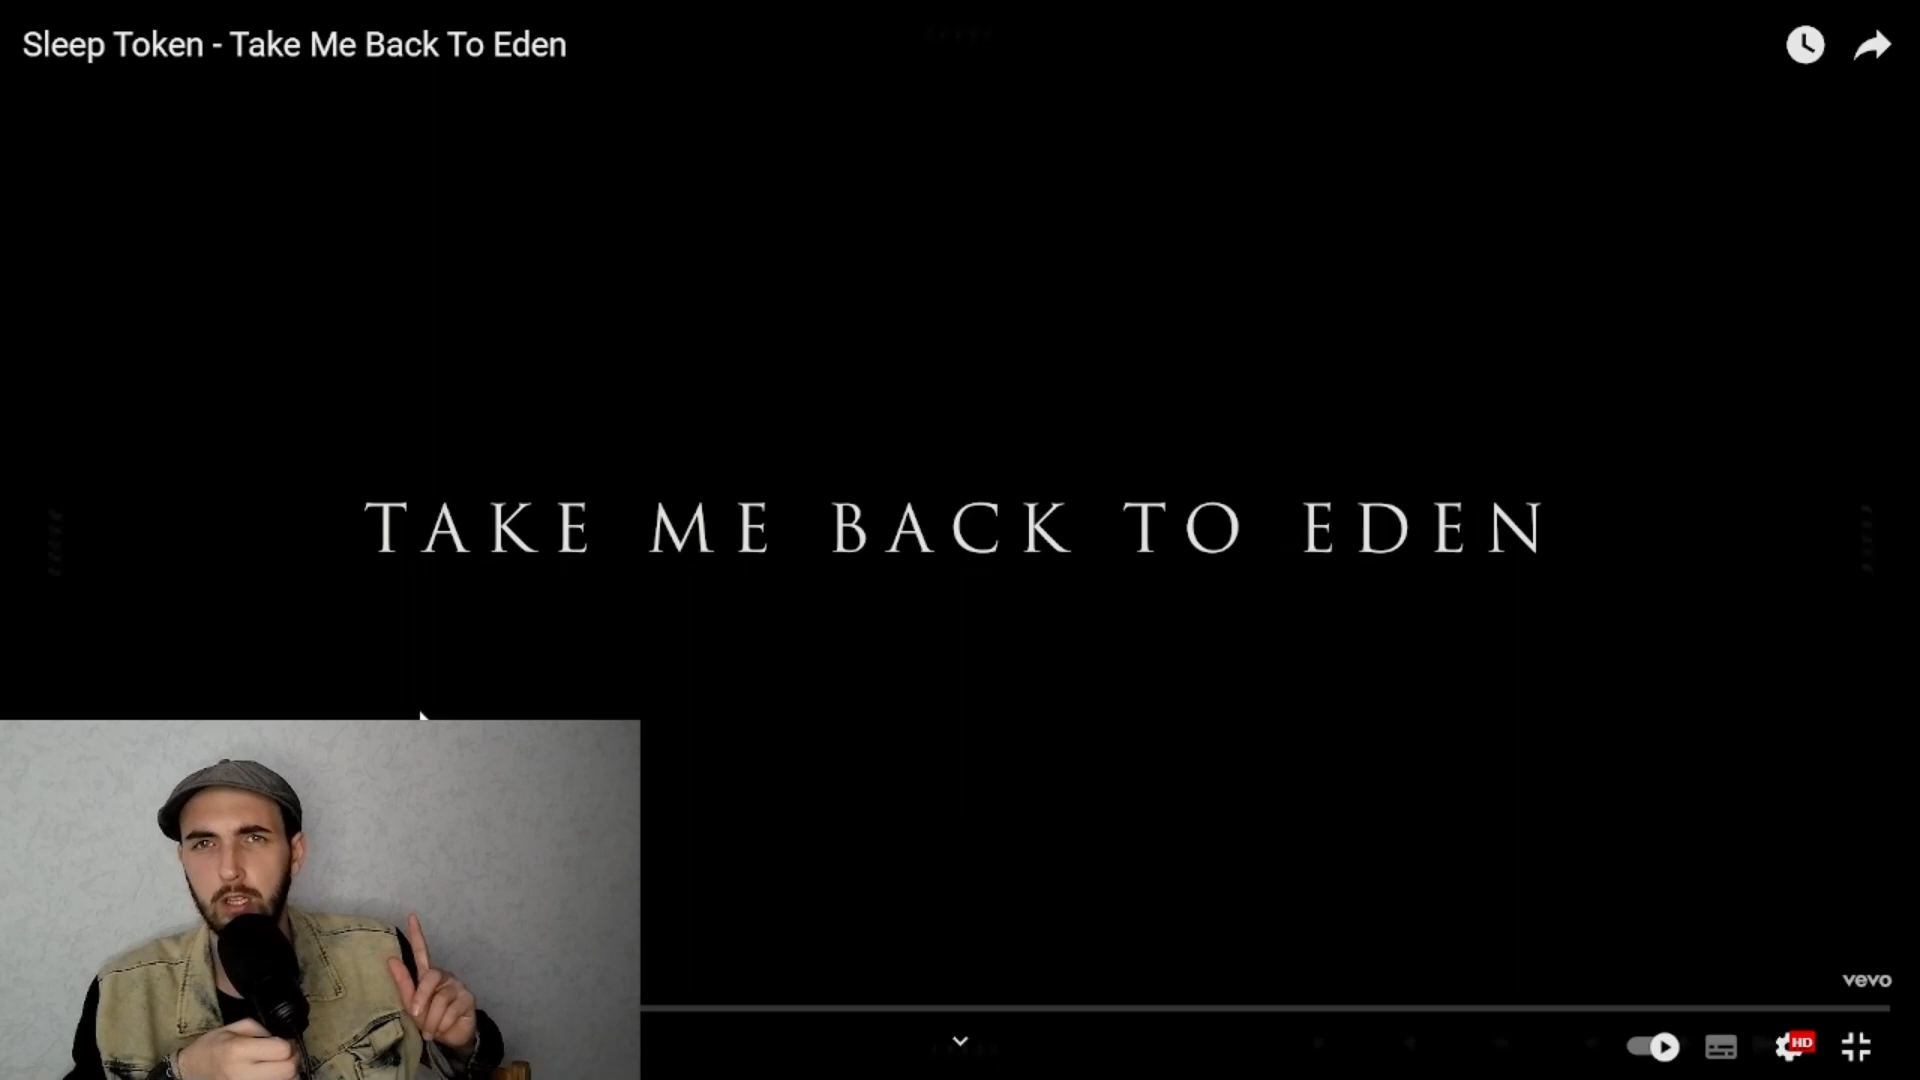 Sleep Token - Take Me Back To Eden
TAKE ME BACK TO EDEN
vevo
HD